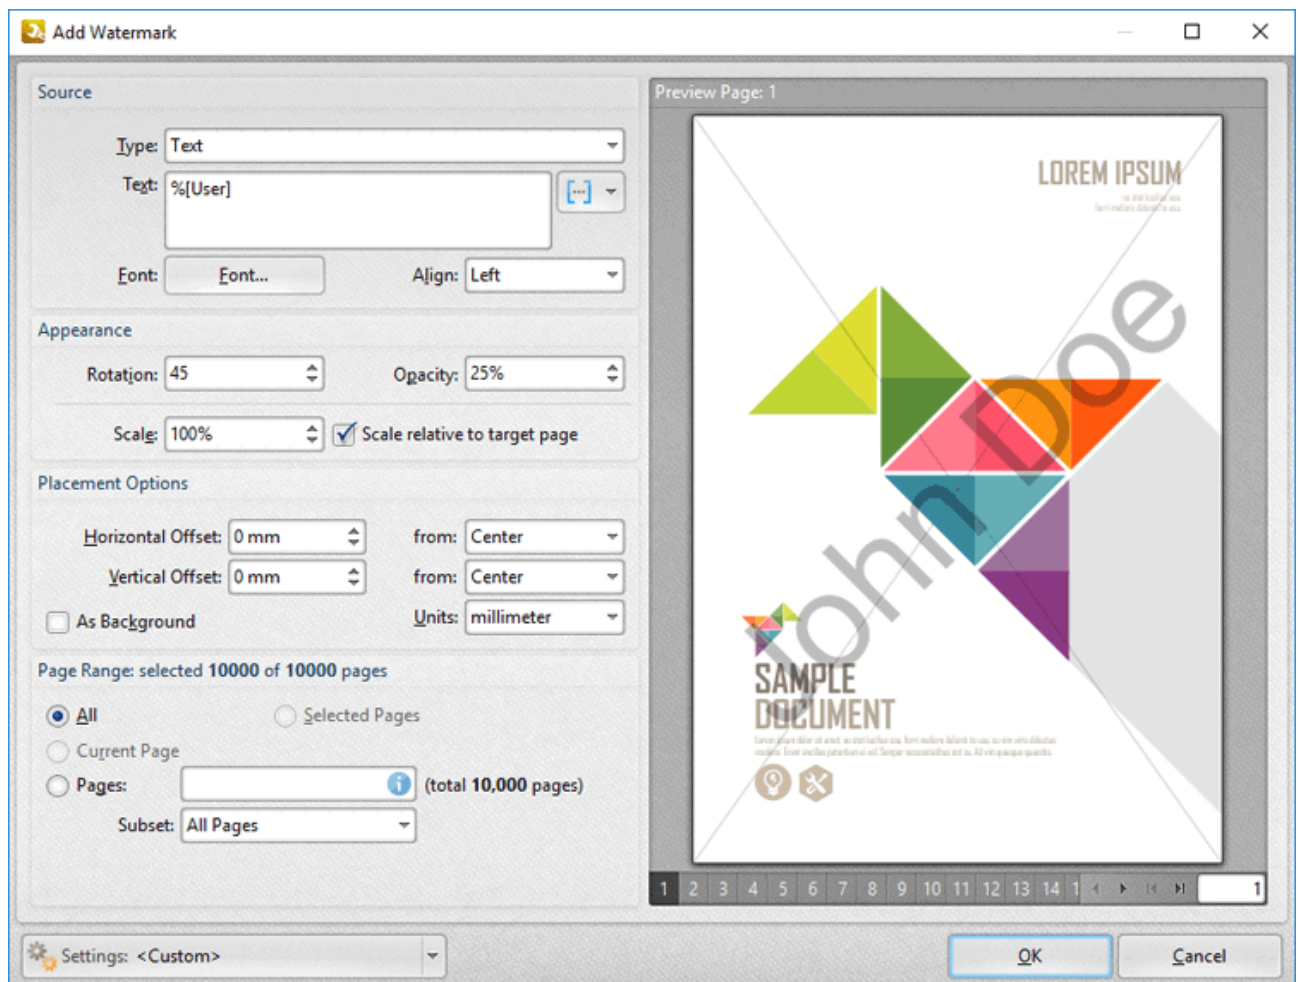 Add Watermark
Source
Type: Text
Text: %[User]
Font: Font... Align: Left
Appearance
Rotation: 45 Opacity: 25%
Scale: 100% Scale relative to target page
Placement Options
Horizontal Offset: 0 mm from: Center
Vertical Offset: 0 mm from: Center
As Background Units: millimeter
Page Range: selected 10000 of 10000 pages
All Selected Pages
Current Page
Pages: (total 10,000 pages)
Subset: All Pages
Preview Page: 1
LOREM IPSUM
John Doe
SAMPLE
DOCUMENT
1 2 3 4 5 6 7 8 9 10 11 12 13 14 1 1
Settings: <Custom> OK Cancel